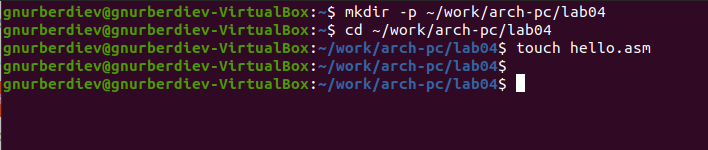 gnurberdiev@gnurberdiev-VirtualBox:~$ mkdir -p ~/work/arch-pc/lab04
gnurberdiev@gnurberdiev-VirtualBox:~$ cd ~/work/arch-pc/lab04
gnurberdiev@gnurberdiev-VirtualBox:~/work/arch-pc/lab04$ touch hello.asm
gnurberdiev@gnurberdiev-VirtualBox:~/work/arch-pc/lab04$
gnurberdiev@gnurberdiev-VirtualBox:~/work/arch-pc/lab04$